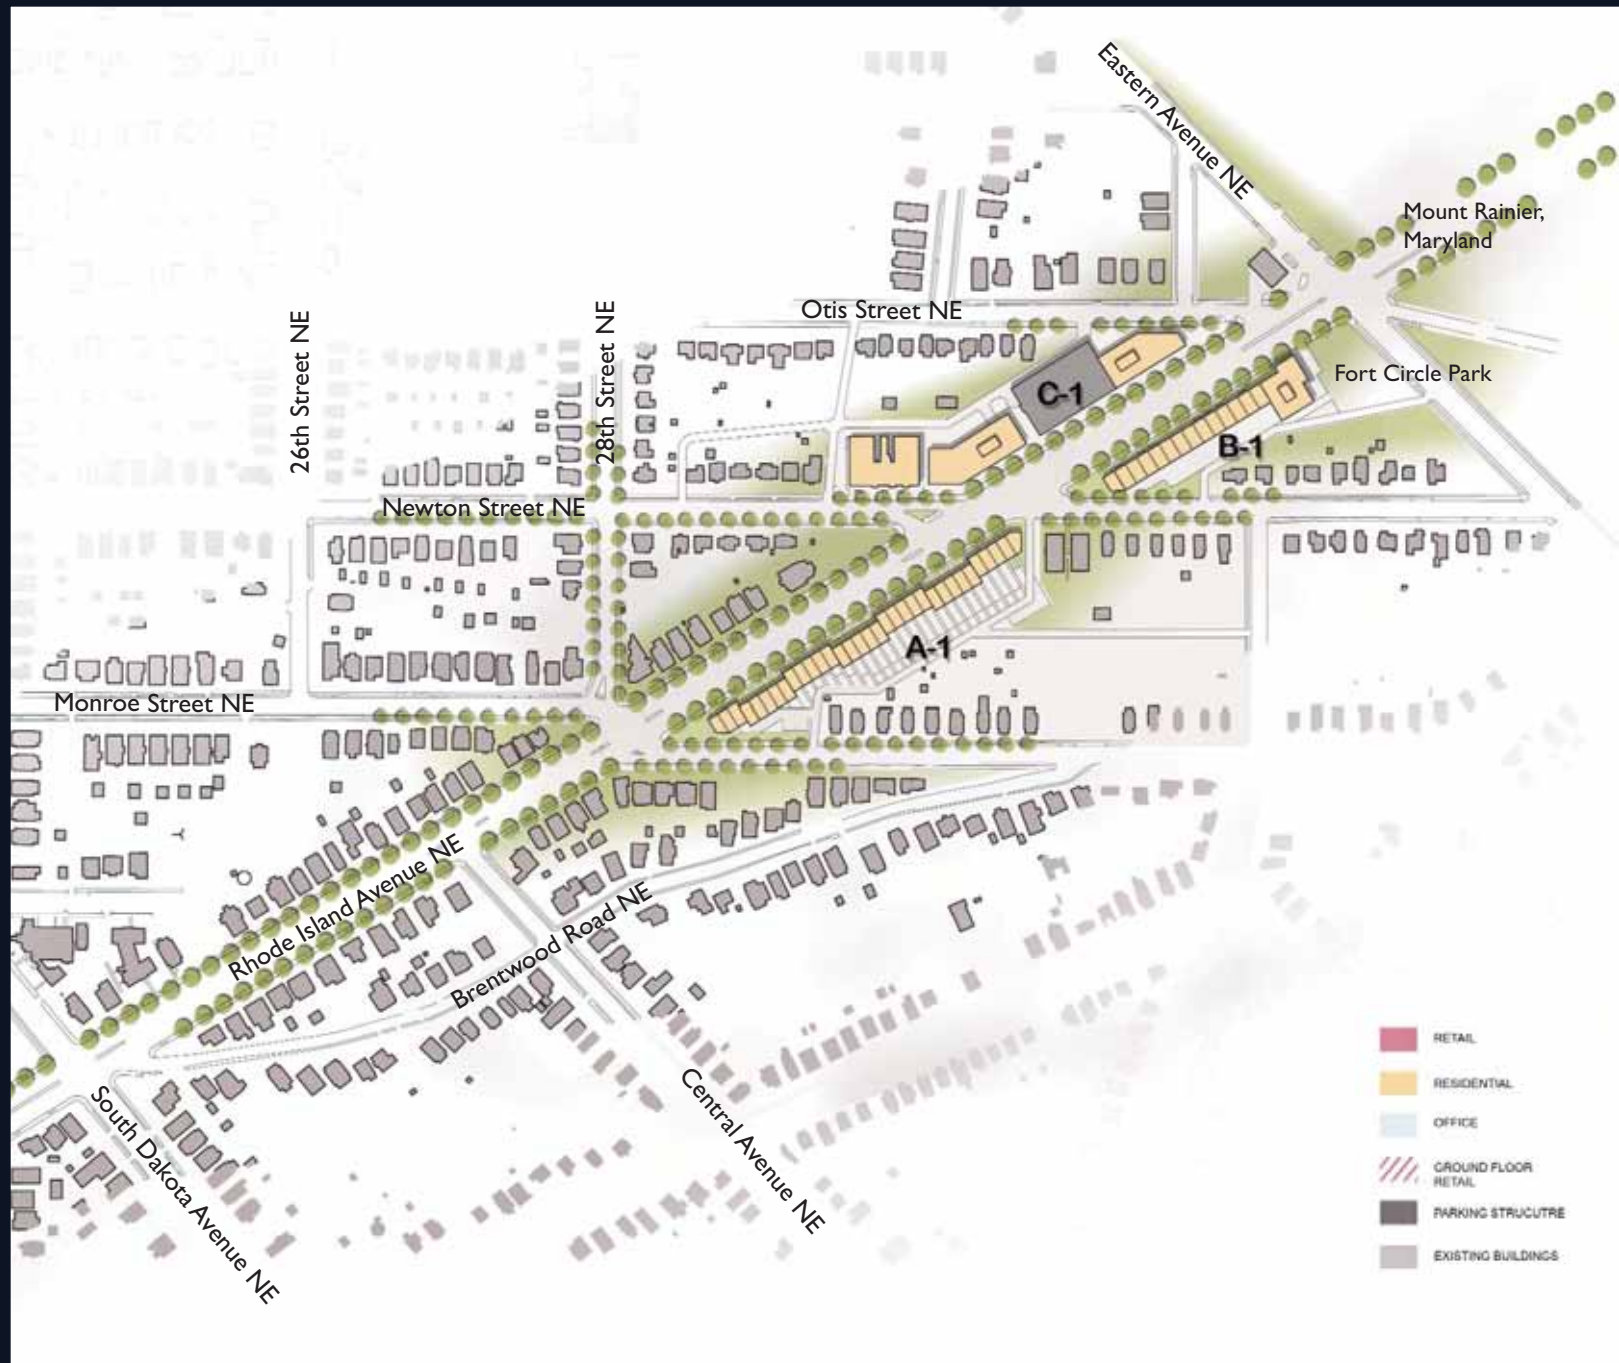 Eastern Avenue NE
Mount Rainier,
Maryland
Otis Street NE
26th Street NE
28th Street NE
Fort Circle Park
C-1
B-1
Newton Street NE
A-1
Monroe Street NE
Rhode Island Avenue NE
Brentwood Road NE
South Dakota Avenue NE
Central Avenue NE
RETAIL
RESIDENTIAL
OFFICE
GROUND FLOOR
RETAIL
PARKING STRUCUTRE
EXISTING BUILDINGS